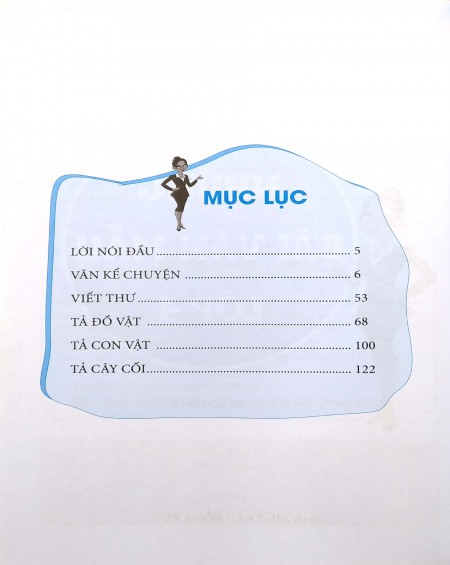 MỤC LỤC
LỜI NÓI ĐẦU................................................................ 5
VĂN KỂ CHUYỆN........................................................ 6
VIẾT THƯ..................................................................... 53
TẢ ĐỒ VẬT ................................................................. 68
TẢ CON VẬT .............................................................. 100
TẢ CÂY CỐI................................................................. 122